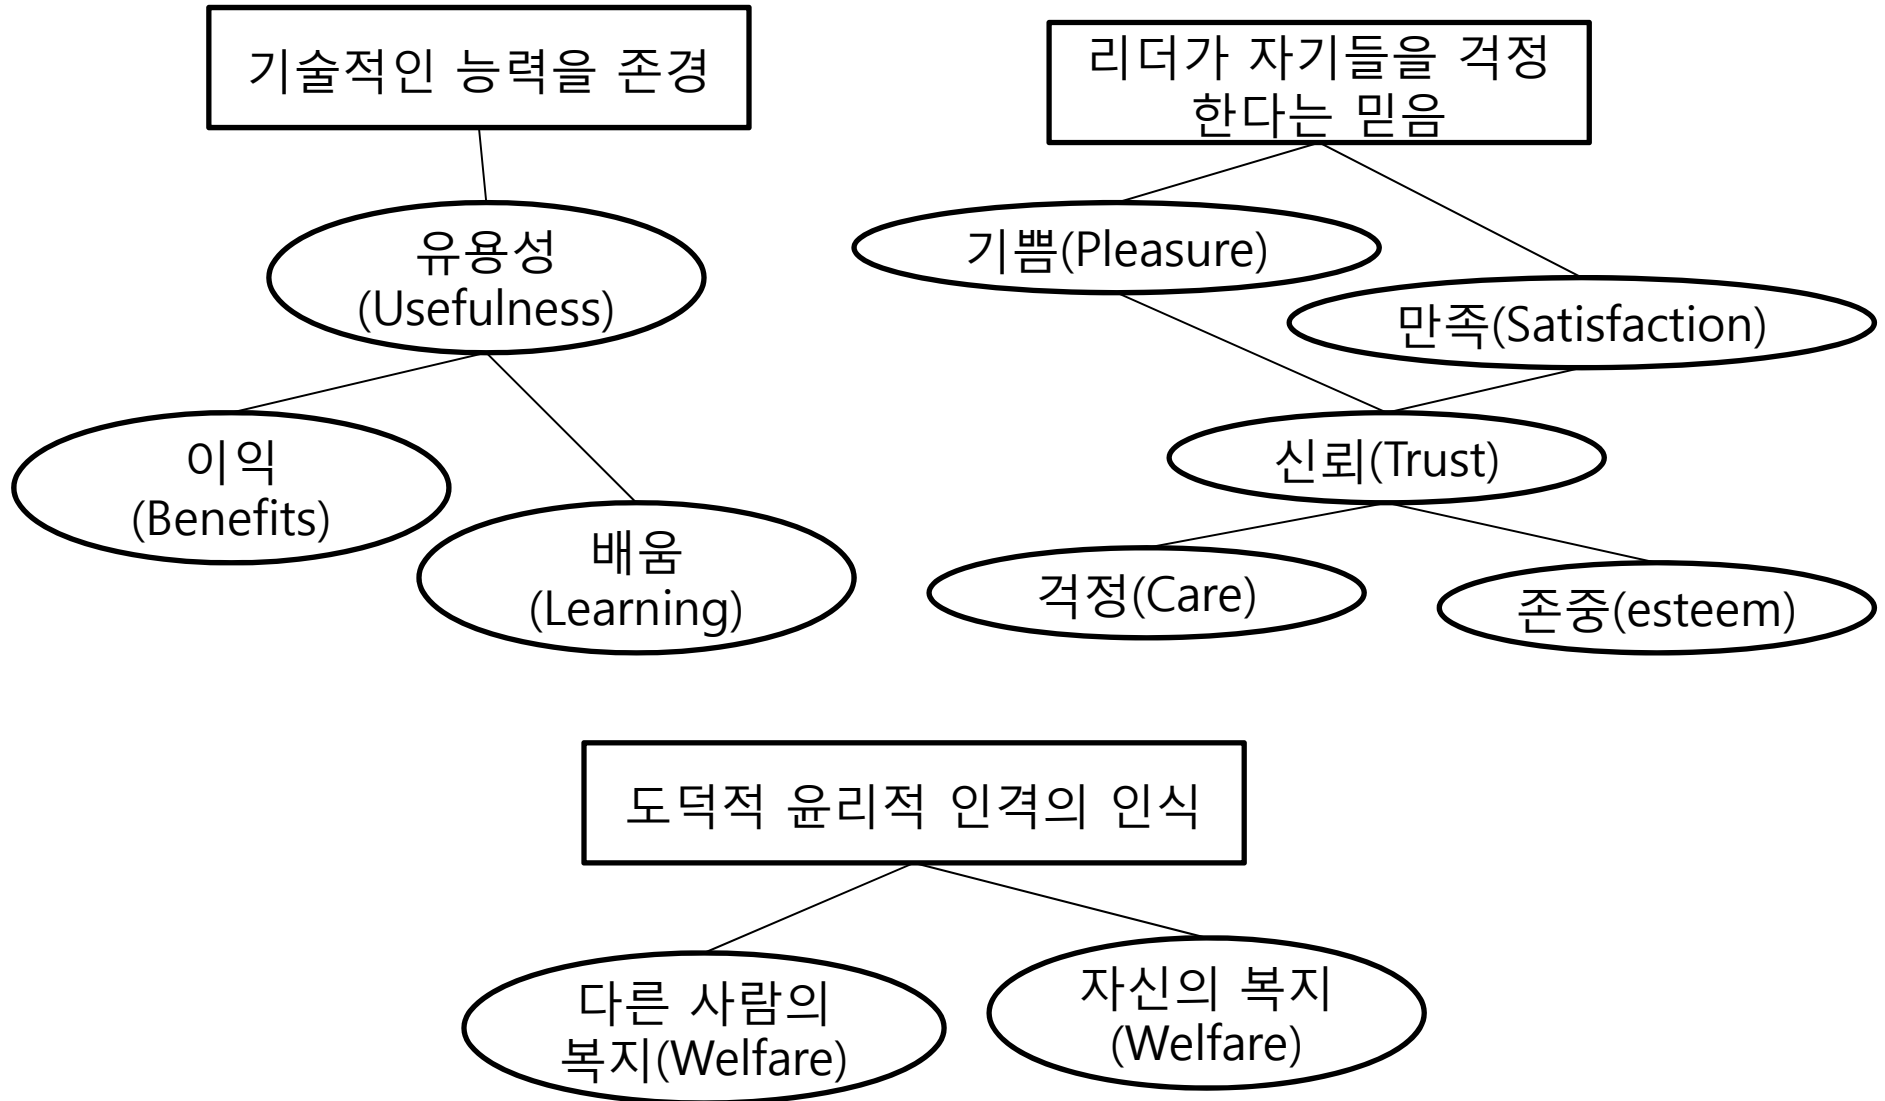 기술적인 능력을 존경
유용성
(Usefulness)
이익
(Benefits)
배움
(Learning)
리더가 자기들을 걱정
한다는 믿음
기쁨(Pleasure)
만족(Satisfaction)
신뢰(Trust)
걱정(Care)
존중(esteem)
도덕적 윤리적 인격의 인식
다른 사람의
복지(Welfare)
자신의 복지
(Welfare)